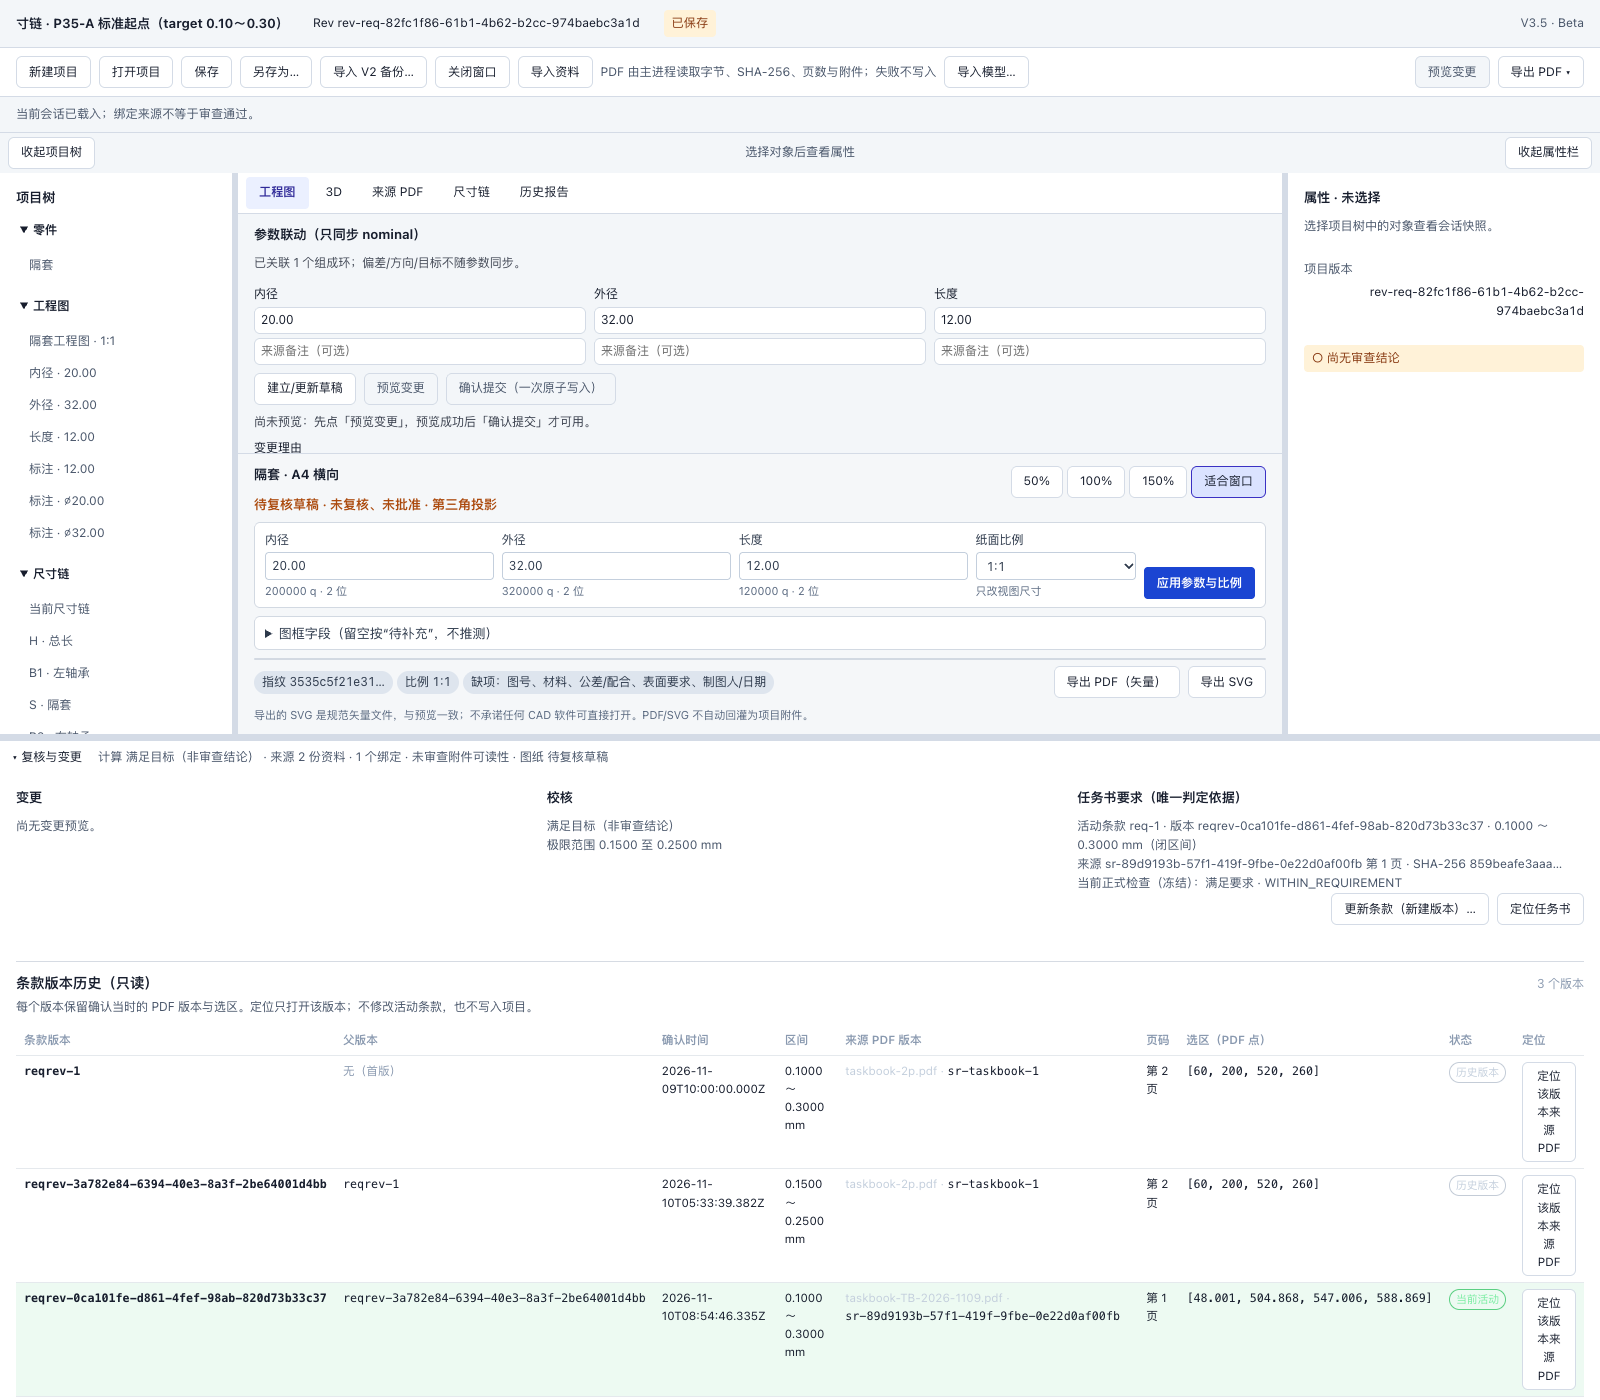 寸链 · P35-A 标准起点（target 0.10～0.30）
Rev rev-req-82fc1f86-61b1-4b62-b2cc-974baebc3a1d
已保存
V3.5 · Beta
新建项目
打开项目
保存
另存为…
导入 V2 备份…
关闭窗口
导入资料
PDF 由主进程读取字节、SHA-256、页数与附件；失败不写入
导入模型…
预览变更
导出 PDF ▾
当前会话已载入；绑定来源不等于审查通过。
收起项目树
选择对象后查看属性
收起属性栏
项目树
▼ 零件
隔套
▼ 工程图
隔套工程图 · 1:1
内径 · 20.00
外径 · 32.00
长度 · 12.00
标注 · 12.00
标注 · ⌀20.00
标注 · ⌀32.00
▼ 尺寸链
当前尺寸链
H · 总长
B1 · 左轴承
S · 隔套
工程图
3D
来源 PDF
尺寸链
历史报告
参数联动（只同步 nominal）
已关联 1 个组成环；偏差/方向/目标不随参数同步。
内径
外径
长度
20.00
32.00
12.00
来源备注（可选）
来源备注（可选）
来源备注（可选）
建立/更新草稿
预览变更
确认提交（一次原子写入）
尚未预览：先点「预览变更」，预览成功后「确认提交」才可用。
变更理由
隔套 · A4 横向
50%
100%
150%
适合窗口
待复核草稿 · 未复核、未批准 · 第三角投影
内径
外径
长度
纸面比例
20.00
32.00
12.00
1:1
应用参数与比例
200000 q · 2 位
320000 q · 2 位
120000 q · 2 位
只改视图尺寸
▶ 图框字段（留空按“待补充”，不推测）
指纹 3535c5f21e31…
比例 1:1
缺项：图号、材料、公差/配合、表面要求、制图人/日期
导出 PDF（矢量）
导出 SVG
导出的 SVG 是规范矢量文件，与预览一致；不承诺任何 CAD 软件可直接打开。PDF/SVG 不自动回灌为项目附件。
属性 · 未选择
选择项目树中的对象查看会话快照。
项目版本
rev-req-82fc1f86-61b1-4b62-b2cc-
974baebc3a1d
○ 尚无审查结论
▾ 复核与变更
计算 满足目标（非审查结论） · 来源 2 份资料 · 1 个绑定 · 未审查附件可读性 · 图纸 待复核草稿
变更
尚无变更预览。
校核
满足目标（非审查结论）
极限范围 0.1500 至 0.2500 mm
任务书要求（唯一判定依据）
活动条款 req-1 · 版本 reqrev-0ca101fe-d861-4fef-98ab-820d73b33c37 · 0.1000 ～
0.3000 mm（闭区间）
来源 sr-89d9193b-57f1-419f-9fbe-0e22d0af00fb 第 1 页 · SHA-256 859beafe3aaa…
当前正式检查（冻结）：满足要求 · WITHIN_REQUIREMENT
更新条款（新建版本）…
定位任务书
条款版本历史（只读）
3 个版本
每个版本保留确认当时的 PDF 版本与选区。定位只打开该版本；不修改活动条款，也不写入项目。
条款版本
父版本
确认时间
区间
来源 PDF 版本
页码
选区（PDF 点）
状态
定位
reqrev-1
无（首版）
2026-11-
09T10:00:00.000Z
0.1000
～
0.3000
mm
taskbook-2p.pdf · sr-taskbook-1
第 2
页
[60, 200, 520, 260]
历史版本
定位
该版
本来
源
PDF
reqrev-3a782e84-6394-40e3-8a3f-2be64001d4bb
reqrev-1
2026-11-
10T05:33:39.382Z
0.1500
～
0.2500
mm
taskbook-2p.pdf · sr-taskbook-1
第 2
页
[60, 200, 520, 260]
历史版本
定位
该版
本来
源
PDF
reqrev-0ca101fe-d861-4fef-98ab-820d73b33c37
reqrev-3a782e84-6394-40e3-8a3f-2be64001d4bb
2026-11-
10T08:54:46.335Z
0.1000
～
0.3000
mm
taskbook-TB-2026-1109.pdf ·
sr-89d9193b-57f1-419f-9fbe-0e22d0af00fb
第 1
页
[48.001, 504.868, 547.006, 588.869]
当前活动
定位
该版
本来
源
PDF